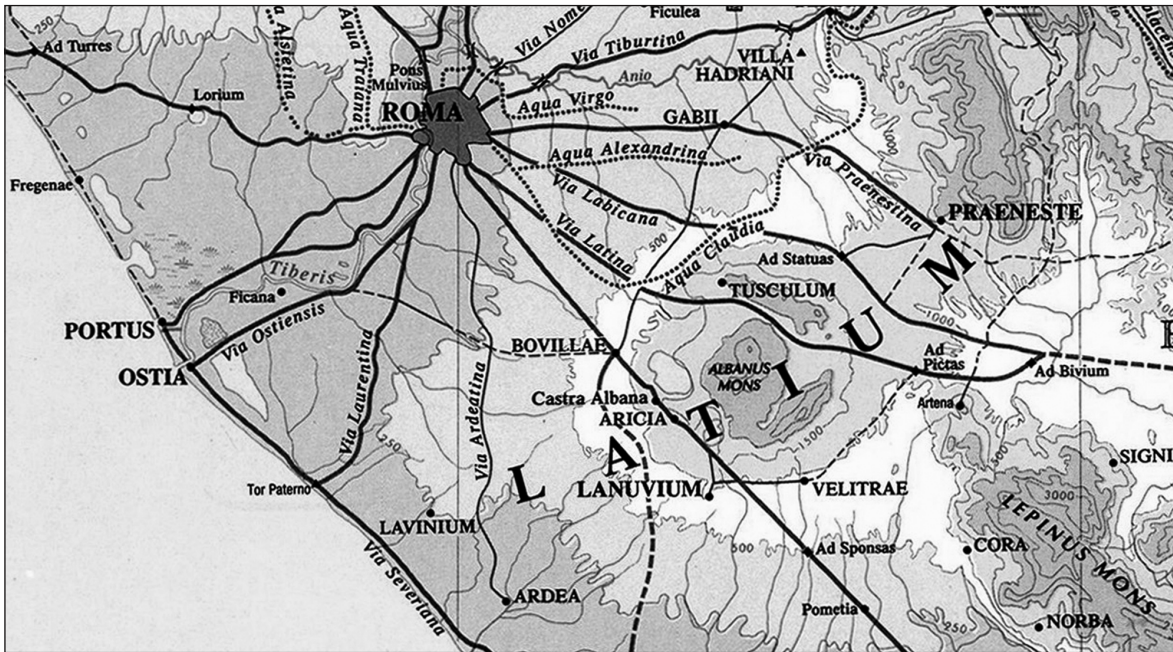 250
Ad Turres
Alsietina
Aqua
Traiana
Aqua
Via Nome
Ficulea
Via Tiburtina
VILLA
HADRIANI
Pons
Mulvius
Anio
Lorium
ROMA
Aqua Virgo
GABII
Aqua Alexandrina
Via Praenestina
Fregenae
Via Labicana
PRAENESTE
Via Latina
500
Aqua Claudia
Ad Statuas
Tiberis
Ficana
TUSCULUM
PORTUS
Via Ostiensis
1000
BOVILLAE
OSTIA
ALBANUS
MONS
Ad
Pictas
Ad Bivium
Castra Albana
ARICIA
Artena
LATIUM
Via Laurentina
Via Ardeatina
250
1500
SIGNI
Tor Paterno
LANUVIUM
VELITRAE
3000
LEPINUS MONS
LAVINIUM
500
Ad Sponsas
CORA
Via Severiana
ARDEA
Pometia
250
NORBA